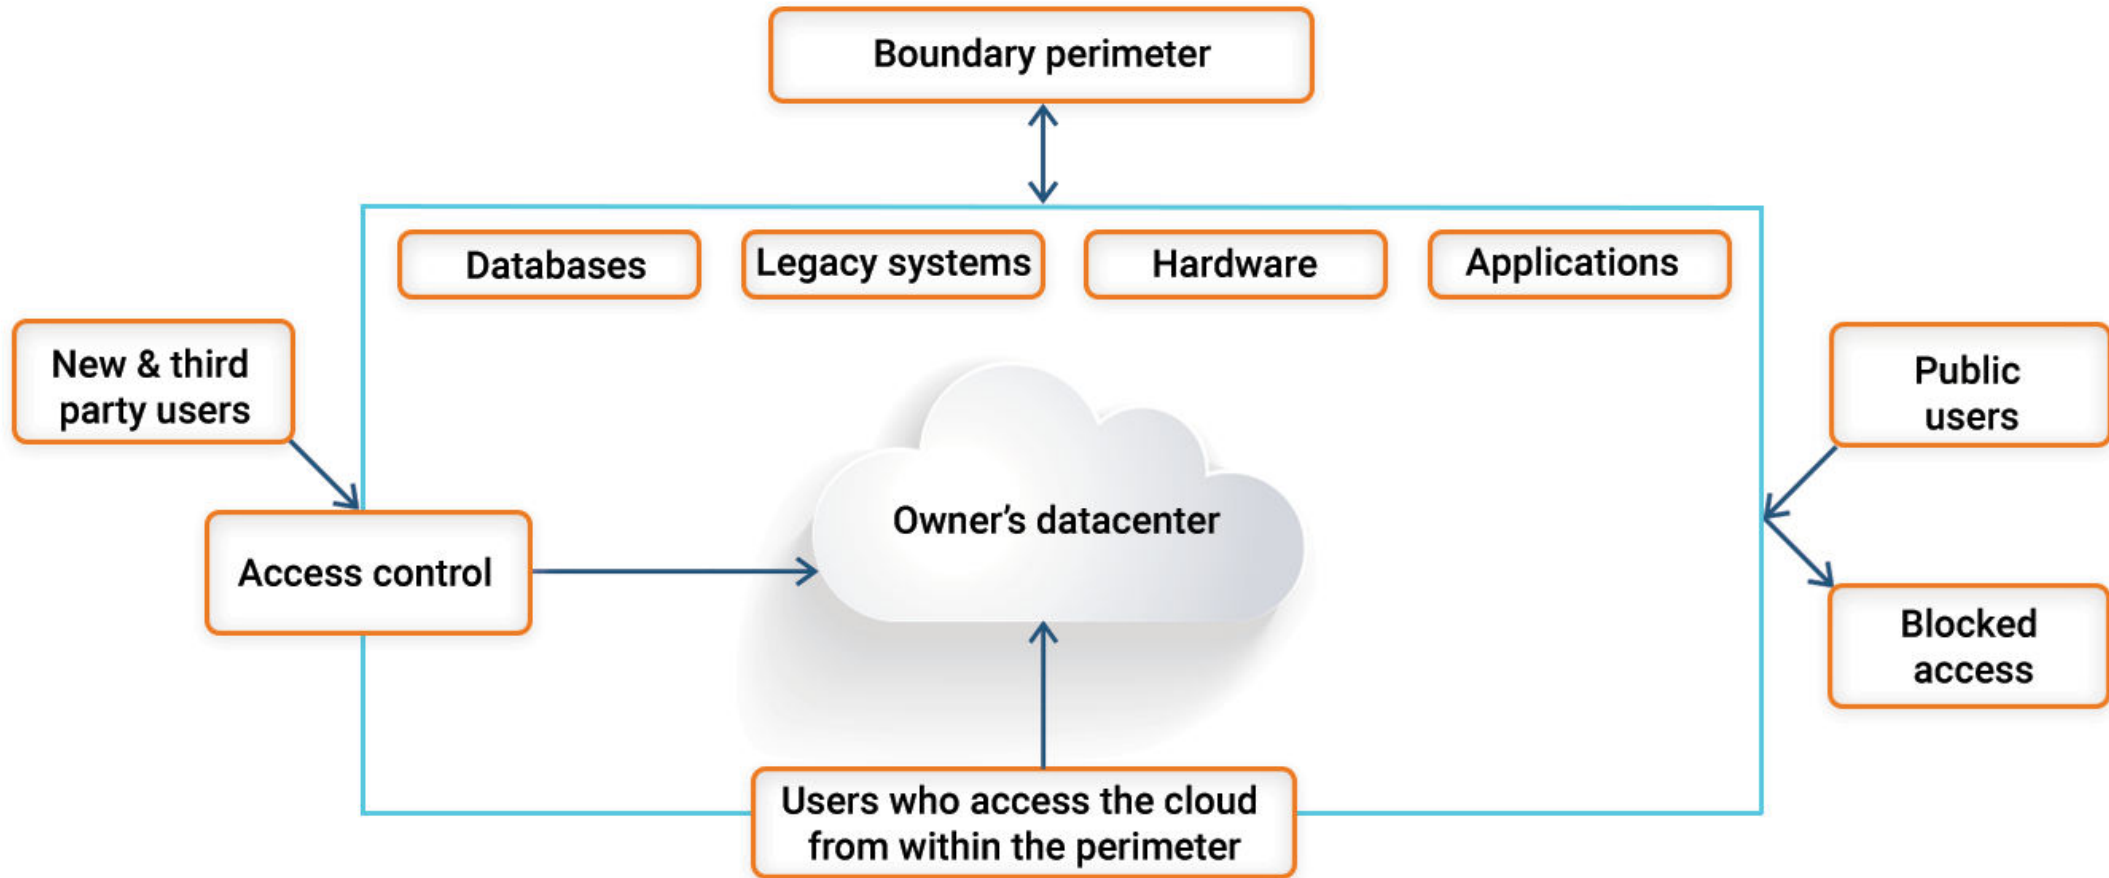 Boundary perimeter
Databases
Legacy systems
Hardware
Applications
New & third
party users
Public
users
Owner’s datacenter
Access control
Blocked
access
Users who access the cloud
from within the perimeter